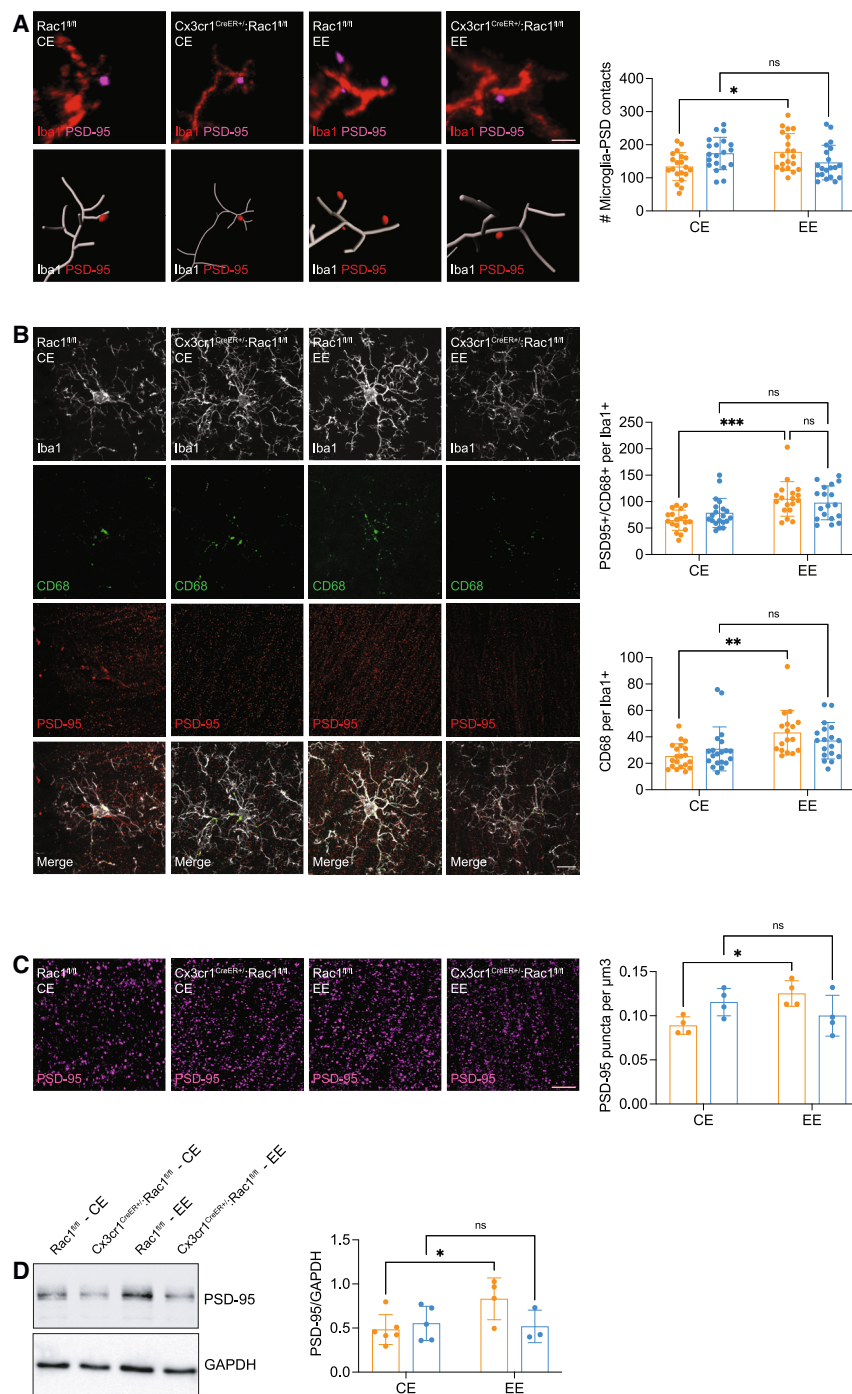 A
Rac1fl/fl
CE
Iba1 PSD-95
Cx3cr1CreER+/-:Rac1fl/fl
CE
Iba1 PSD-95
Rac1fl/fl
EE
Iba1 PSD-95
Cx3cr1CreER+/-:Rac1fl/fl
EE
Iba1 PSD-95
Iba1 PSD-95
Iba1 PSD-95
Iba1 PSD-95
Iba1 PSD-95
# Microglia-PSD contacts
400
300
200
100
0
ns
*
CE
EE
B
Rac1fl/fl
CE
Iba1
Cx3cr1CreER+/-:Rac1fl/fl
CE
Iba1
Rac1fl/fl
EE
Iba1
Cx3cr1CreER+/-:Rac1fl/fl
EE
Iba1
CD68
CD68
CD68
CD68
PSD-95
PSD-95
PSD-95
PSD-95
Merge
Merge
Merge
Merge
PSD95+/CD68+ per Iba1+
250
200
150
100
50
0
ns
***
ns
CE
EE
CD68 per Iba1+
100
80
60
40
20
0
ns
**
CE
EE
C
Rac1fl/fl
CE
PSD-95
Cx3cr1CreER+/-:Rac1fl/fl
CE
PSD-95
Rac1fl/fl
EE
PSD-95
Cx3cr1CreER+/-:Rac1fl/fl
EE
PSD-95
PSD-95 puncta per µm3
0.15
0.10
0.05
0.00
ns
*
CE
EE
D
Rac1fl/fl - CE
Cx3cr1CreER+/-:Rac1fl/fl - CE
Rac1fl/fl - EE
Cx3cr1CreER+/-:Rac1fl/fl - EE
PSD-95
GAPDH
PSD-95/GAPDH
1.5
1.0
0.5
0.0
ns
*
CE
EE